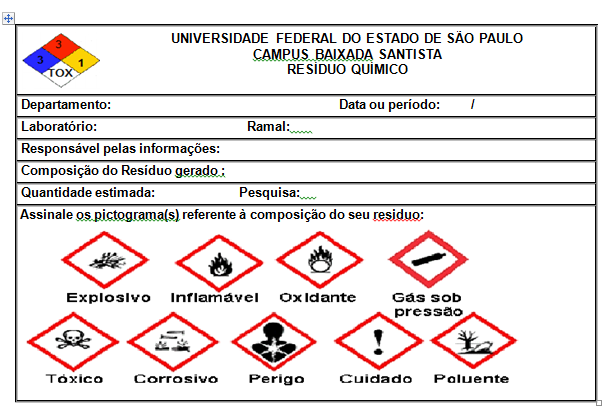 UNIVERSIDADE FEDERAL DO ESTADO DE SÃO PAULO
CAMPUS BAIXADA SANTISTA
RESÍDUO QUÍMICO
3
3
1
TOX
Departamento: Data ou período: /
Laboratório: Ramal:
Responsável pelas informações:
Composição do Resíduo gerado :
Quantidade estimada: Pesquisa:
Assinale os pictograma(s) referente à composição do seu residuo:
Explosivo Inflamável Oxidante Gás sob
pressão
Tóxico Corrosivo Perigo Cuidado Poluente